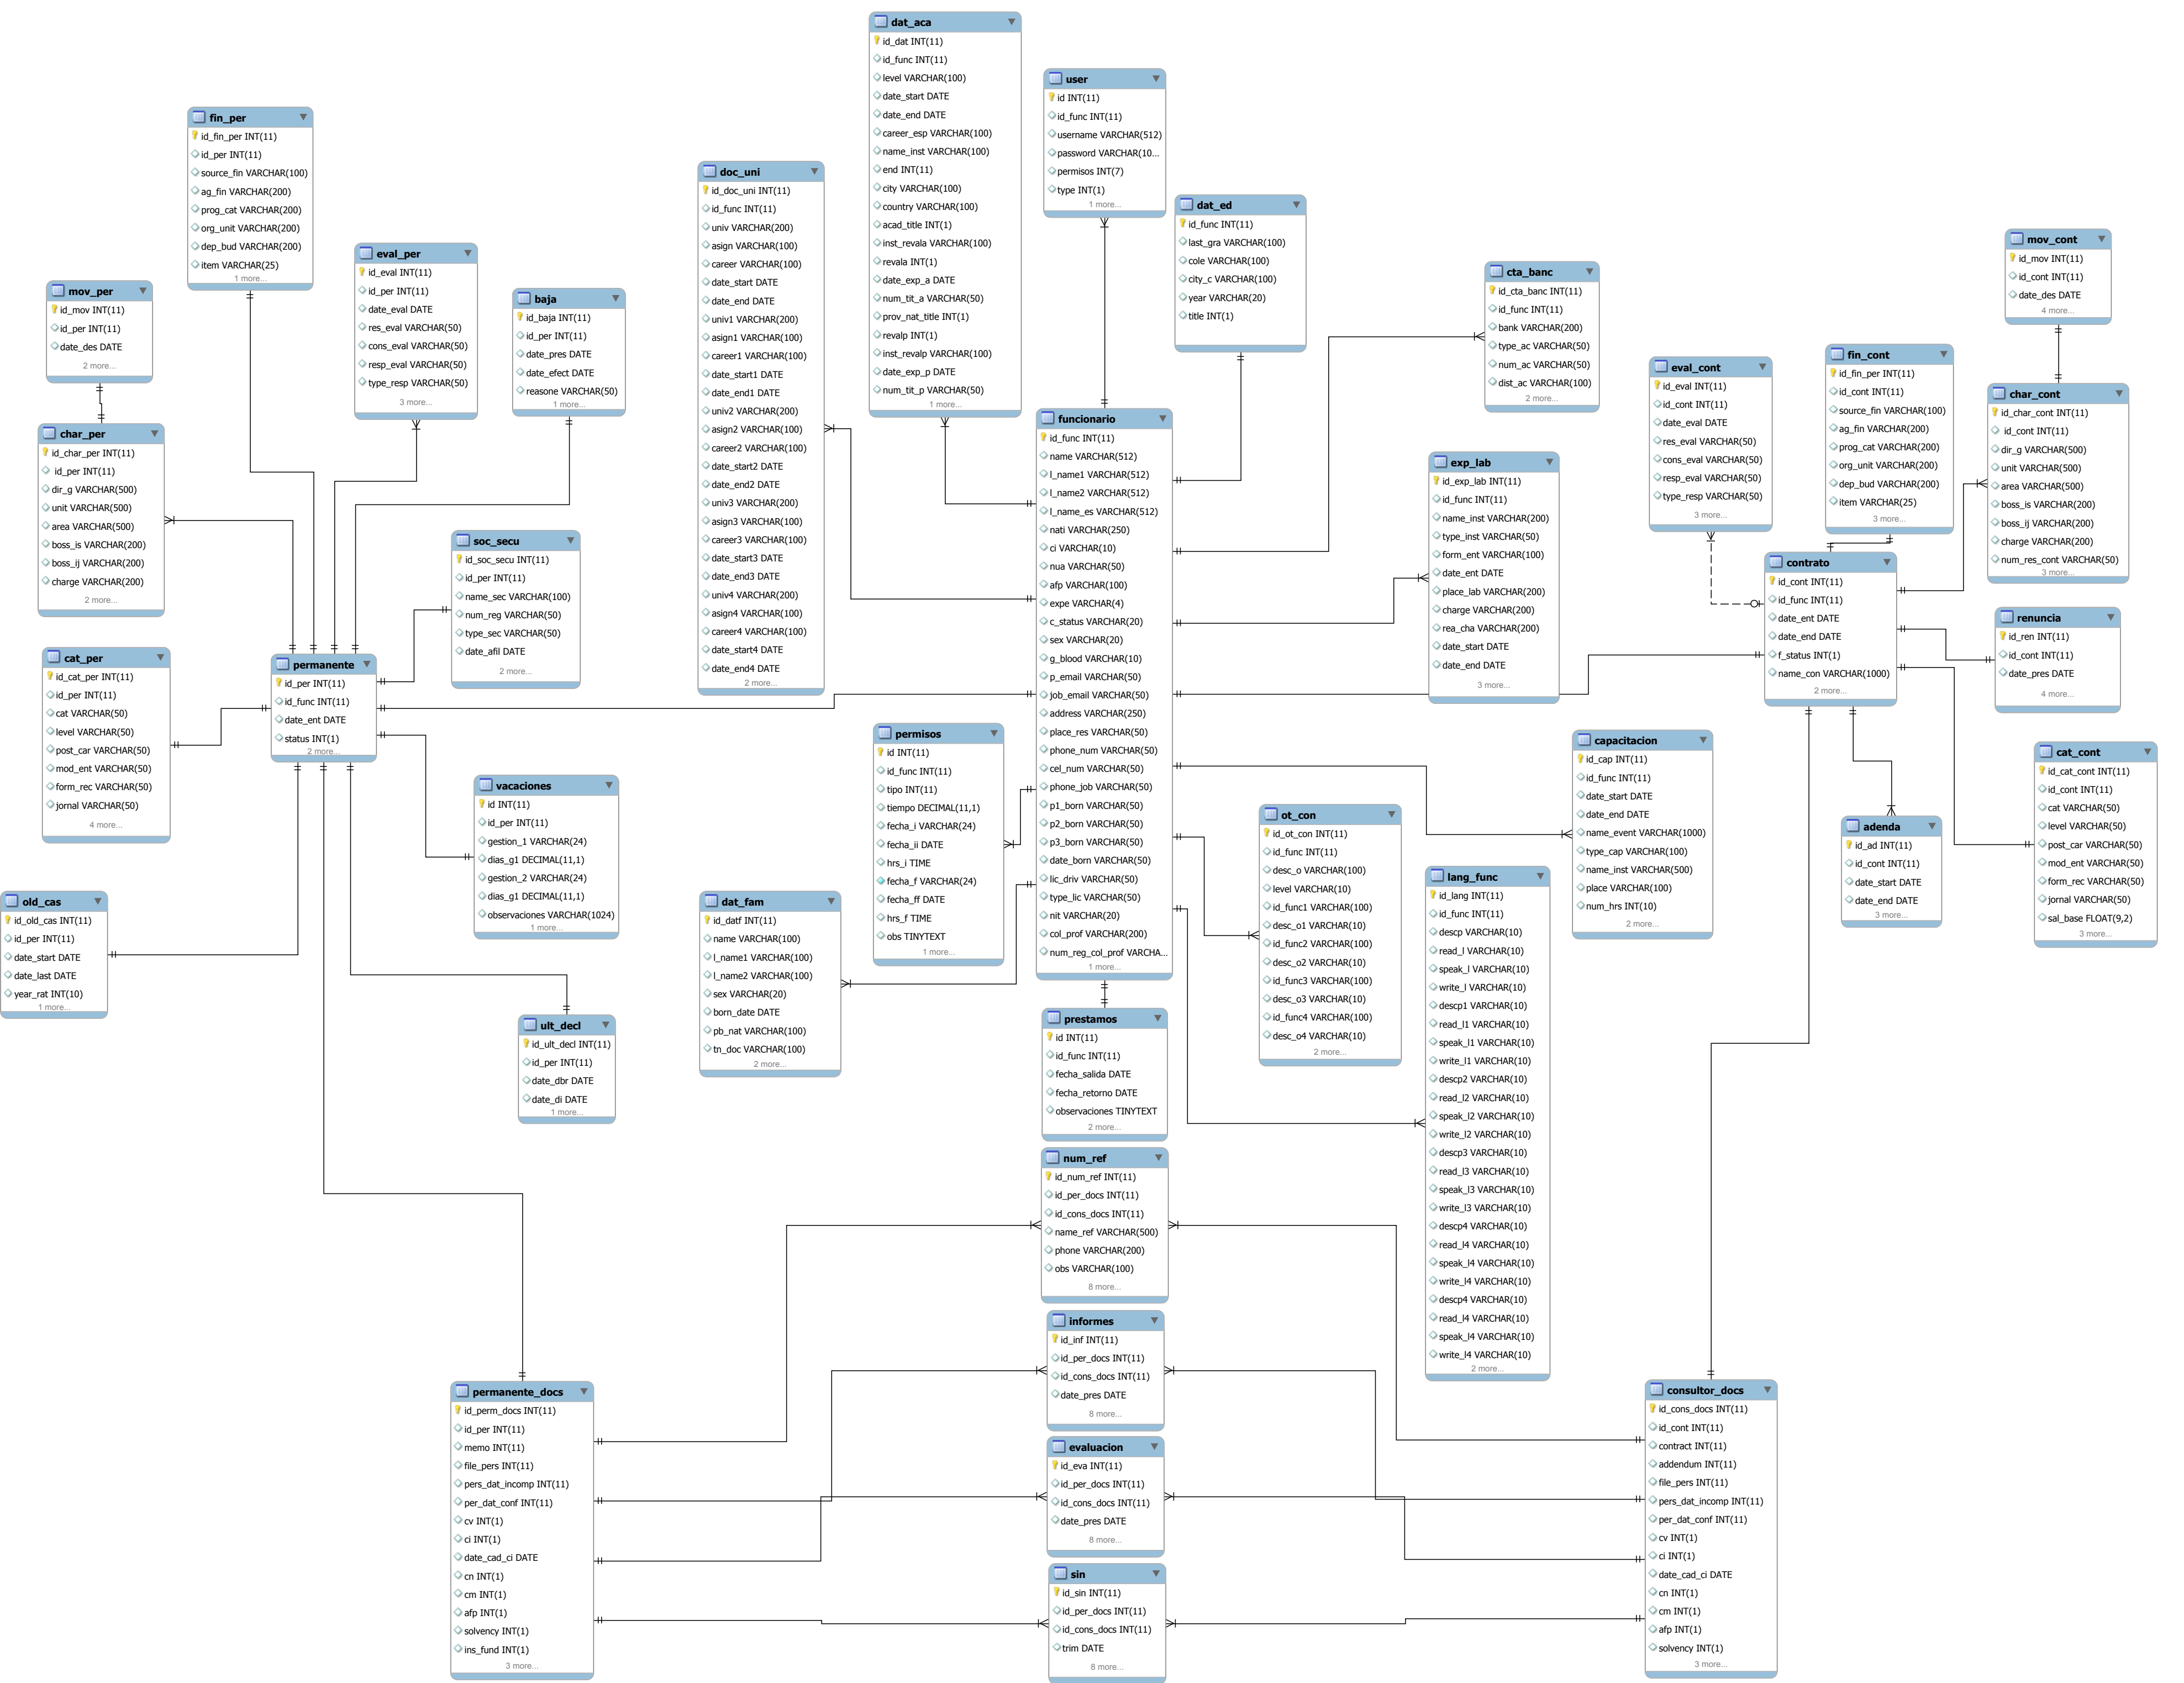 dat_aca
id_dat INT(11)
id_func INT(11)
level VARCHAR(100)
date_start DATE
date_end DATE
career_esp VARCHAR(100)
name_inst VARCHAR(100)
end INT(11)
city VARCHAR(100)
country VARCHAR(100)
acad_title INT(1)
inst_revala VARCHAR(100)
revala INT(1)
date_exp_a DATE
num_tit_a VARCHAR(50)
prov_nat_title INT(1)
revalp INT(1)
inst_revalp VARCHAR(100)
date_exp_p DATE
num_tit_p VARCHAR(50)
1 more...
user
id INT(11)
id_func INT(11)
username VARCHAR(512)
password VARCHAR(10...
permisos INT(7)
type INT(1)
1 more...
fin_per
id_fin_per INT(11)
id_per INT(11)
source_fin VARCHAR(100)
ag_fin VARCHAR(200)
prog_cat VARCHAR(200)
org_unit VARCHAR(200)
dep_bud VARCHAR(200)
item VARCHAR(25)
1 more...
doc_uni
id_doc_uni INT(11)
id_func INT(11)
univ VARCHAR(200)
asign VARCHAR(100)
career VARCHAR(100)
date_start DATE
date_end DATE
univ1 VARCHAR(200)
asign1 VARCHAR(100)
career1 VARCHAR(100)
date_start1 DATE
date_end1 DATE
univ2 VARCHAR(200)
asign2 VARCHAR(100)
career2 VARCHAR(100)
date_start2 DATE
date_end2 DATE
univ3 VARCHAR(200)
asign3 VARCHAR(100)
career3 VARCHAR(100)
date_start3 DATE
date_end3 DATE
univ4 VARCHAR(200)
asign4 VARCHAR(100)
career4 VARCHAR(100)
date_start4 DATE
date_end4 DATE
2 more...
dat_ed
id_func INT(11)
last_gra VARCHAR(100)
cole VARCHAR(100)
city_c VARCHAR(100)
year VARCHAR(20)
title INT(1)
mov_cont
id_mov INT(11)
id_cont INT(11)
date_des DATE
4 more...
eval_per
id_eval INT(11)
id_per INT(11)
date_eval DATE
res_eval VARCHAR(50)
cons_eval VARCHAR(50)
resp_eval VARCHAR(50)
type_resp VARCHAR(50)
3 more...
cta_banc
id_cta_banc INT(11)
id_func INT(11)
bank VARCHAR(200)
type_ac VARCHAR(50)
num_ac VARCHAR(50)
dist_ac VARCHAR(100)
2 more...
mov_per
id_mov INT(11)
id_per INT(11)
date_des DATE
2 more...
baja
id_baja INT(11)
id_per INT(11)
date_pres DATE
date_efect DATE
reasone VARCHAR(50)
1 more...
fin_cont
id_fin_per INT(11)
id_cont INT(11)
source_fin VARCHAR(100)
ag_fin VARCHAR(200)
prog_cat VARCHAR(200)
org_unit VARCHAR(200)
dep_bud VARCHAR(200)
item VARCHAR(25)
3 more...
eval_cont
id_eval INT(11)
id_cont INT(11)
date_eval DATE
res_eval VARCHAR(50)
cons_eval VARCHAR(50)
resp_eval VARCHAR(50)
type_resp VARCHAR(50)
3 more...
char_cont
id_char_cont INT(11)
id_cont INT(11)
dir_g VARCHAR(500)
unit VARCHAR(500)
area VARCHAR(500)
boss_is VARCHAR(200)
boss_ij VARCHAR(200)
charge VARCHAR(200)
num_res_cont VARCHAR(50)
3 more...
funcionario
id_func INT(11)
name VARCHAR(512)
l_name1 VARCHAR(512)
l_name2 VARCHAR(512)
l_name_es VARCHAR(512)
nati VARCHAR(250)
ci VARCHAR(10)
nua VARCHAR(50)
afp VARCHAR(100)
expe VARCHAR(4)
c_status VARCHAR(20)
sex VARCHAR(20)
g_blood VARCHAR(10)
p_email VARCHAR(50)
job_email VARCHAR(50)
address VARCHAR(250)
place_res VARCHAR(50)
phone_num VARCHAR(50)
cel_num VARCHAR(50)
phone_job VARCHAR(50)
p1_born VARCHAR(50)
p2_born VARCHAR(50)
p3_born VARCHAR(50)
date_born VARCHAR(50)
lic_driv VARCHAR(50)
type_lic VARCHAR(50)
nit VARCHAR(20)
col_prof VARCHAR(200)
num_reg_col_prof VARCHA...
1 more...
char_per
id_char_per INT(11)
id_per INT(11)
dir_g VARCHAR(500)
unit VARCHAR(500)
area VARCHAR(500)
boss_is VARCHAR(200)
boss_ij VARCHAR(200)
charge VARCHAR(200)
2 more...
exp_lab
id_exp_lab INT(11)
id_func INT(11)
name_inst VARCHAR(200)
type_inst VARCHAR(50)
form_ent VARCHAR(100)
date_ent DATE
place_lab VARCHAR(200)
charge VARCHAR(200)
rea_cha VARCHAR(200)
date_start DATE
date_end DATE
3 more...
soc_secu
id_soc_secu INT(11)
id_per INT(11)
name_sec VARCHAR(100)
num_reg VARCHAR(50)
type_sec VARCHAR(50)
date_afil DATE
2 more...
contrato
id_cont INT(11)
id_func INT(11)
date_ent DATE
date_end DATE
f_status INT(1)
name_con VARCHAR(1000)
2 more...
renuncia
id_ren INT(11)
id_cont INT(11)
date_pres DATE
4 more...
cat_per
id_cat_per INT(11)
id_per INT(11)
cat VARCHAR(50)
level VARCHAR(50)
post_car VARCHAR(50)
mod_ent VARCHAR(50)
form_rec VARCHAR(50)
jornal VARCHAR(50)
4 more...
permanente
id_per INT(11)
id_func INT(11)
date_ent DATE
status INT(1)
2 more...
permisos
id INT(11)
id_func INT(11)
tipo INT(11)
tiempo DECIMAL(11,1)
fecha_i VARCHAR(24)
fecha_ii DATE
hrs_i TIME
fecha_f VARCHAR(24)
fecha_ff DATE
hrs_f TIME
obs TINYTEXT
1 more...
capacitacion
id_cap INT(11)
id_func INT(11)
date_start DATE
date_end DATE
name_event VARCHAR(1000)
type_cap VARCHAR(100)
name_inst VARCHAR(500)
place VARCHAR(100)
num_hrs INT(10)
2 more...
cat_cont
id_cat_cont INT(11)
id_cont INT(11)
cat VARCHAR(50)
level VARCHAR(50)
post_car VARCHAR(50)
mod_ent VARCHAR(50)
form_rec VARCHAR(50)
jornal VARCHAR(50)
sal_base FLOAT(9,2)
3 more...
vacaciones
id INT(11)
id_per INT(11)
gestion_1 VARCHAR(24)
dias_g1 DECIMAL(11,1)
gestion_2 VARCHAR(24)
dias_g1 DECIMAL(11,1)
observaciones VARCHAR(1024)
1 more...
ot_con
id_ot_con INT(11)
id_func INT(11)
desc_o VARCHAR(100)
level VARCHAR(10)
id_func1 VARCHAR(100)
desc_o1 VARCHAR(10)
id_func2 VARCHAR(100)
desc_o2 VARCHAR(10)
id_func3 VARCHAR(100)
desc_o3 VARCHAR(10)
id_func4 VARCHAR(100)
desc_o4 VARCHAR(10)
2 more...
adenda
id_ad INT(11)
id_cont INT(11)
date_start DATE
date_end DATE
3 more...
lang_func
id_lang INT(11)
id_func INT(11)
descp VARCHAR(10)
read_l VARCHAR(10)
speak_l VARCHAR(10)
write_l VARCHAR(10)
descp1 VARCHAR(10)
read_l1 VARCHAR(10)
speak_l1 VARCHAR(10)
write_l1 VARCHAR(10)
descp2 VARCHAR(10)
read_l2 VARCHAR(10)
speak_l2 VARCHAR(10)
write_l2 VARCHAR(10)
descp3 VARCHAR(10)
read_l3 VARCHAR(10)
speak_l3 VARCHAR(10)
write_l3 VARCHAR(10)
descp4 VARCHAR(10)
read_l4 VARCHAR(10)
speak_l4 VARCHAR(10)
write_l4 VARCHAR(10)
descp4 VARCHAR(10)
read_l4 VARCHAR(10)
speak_l4 VARCHAR(10)
write_l4 VARCHAR(10)
2 more...
old_cas
id_old_cas INT(11)
id_per INT(11)
date_start DATE
date_last DATE
year_rat INT(10)
1 more...
dat_fam
id_datf INT(11)
name VARCHAR(100)
l_name1 VARCHAR(100)
l_name2 VARCHAR(100)
sex VARCHAR(20)
born_date DATE
pb_nat VARCHAR(100)
tn_doc VARCHAR(100)
2 more...
prestamos
id INT(11)
id_func INT(11)
fecha_salida DATE
fecha_retorno DATE
observaciones TINYTEXT
2 more...
ult_decl
id_ult_decl INT(11)
id_per INT(11)
date_dbr DATE
date_di DATE
1 more...
num_ref
id_num_ref INT(11)
id_per_docs INT(11)
id_cons_docs INT(11)
name_ref VARCHAR(500)
phone VARCHAR(200)
obs VARCHAR(100)
8 more...
informes
id_inf INT(11)
id_per_docs INT(11)
id_cons_docs INT(11)
date_pres DATE
8 more...
permanente_docs
id_perm_docs INT(11)
id_per INT(11)
memo INT(11)
file_pers INT(11)
pers_dat_incomp INT(11)
per_dat_conf INT(11)
cv INT(1)
ci INT(1)
date_cad_ci DATE
cn INT(1)
cm INT(1)
afp INT(1)
solvency INT(1)
ins_fund INT(1)
3 more...
consultor_docs
id_cons_docs INT(11)
id_cont INT(11)
contract INT(11)
addendum INT(11)
file_pers INT(11)
pers_dat_incomp INT(11)
per_dat_conf INT(11)
cv INT(1)
ci INT(1)
date_cad_ci DATE
cn INT(1)
cm INT(1)
afp INT(1)
solvency INT(1)
3 more...
evaluacion
id_eva INT(11)
id_per_docs INT(11)
id_cons_docs INT(11)
date_pres DATE
8 more...
sin
id_sin INT(11)
id_per_docs INT(11)
id_cons_docs INT(11)
trim DATE
8 more...